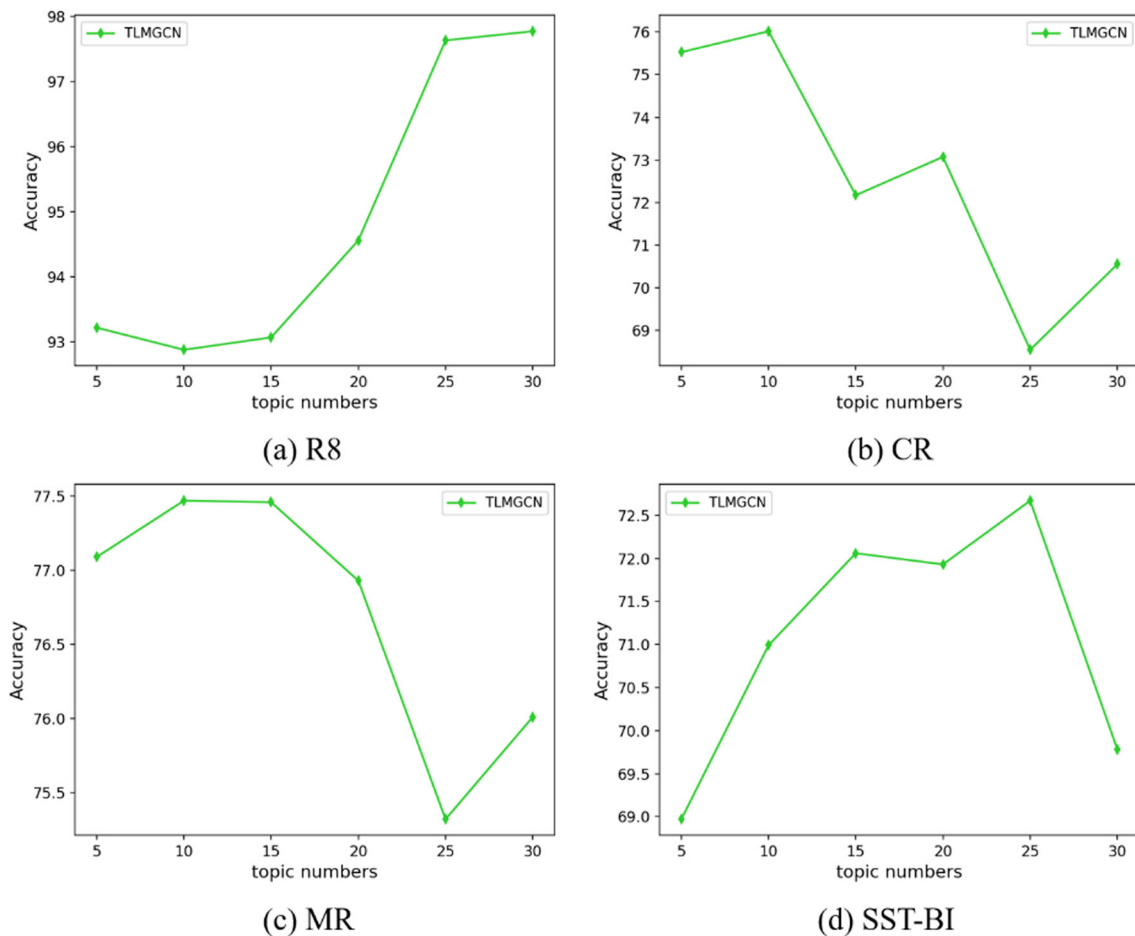 TLMGCN
98
97
96
95
94
93
Accuracy
5 10 15 20 25 30
topic numbers
(a) R8
TLMGCN
76
75
74
73
72
71
70
69
Accuracy
5 10 15 20 25 30
topic numbers
(b) CR
TLMGCN
77.5
77.0
76.5
76.0
75.5
Accuracy
5 10 15 20 25 30
topic numbers
(c) MR
TLMGCN
72.5
72.0
71.5
71.0
70.5
70.0
69.5
69.0
Accuracy
5 10 15 20 25 30
topic numbers
(d) SST-BI